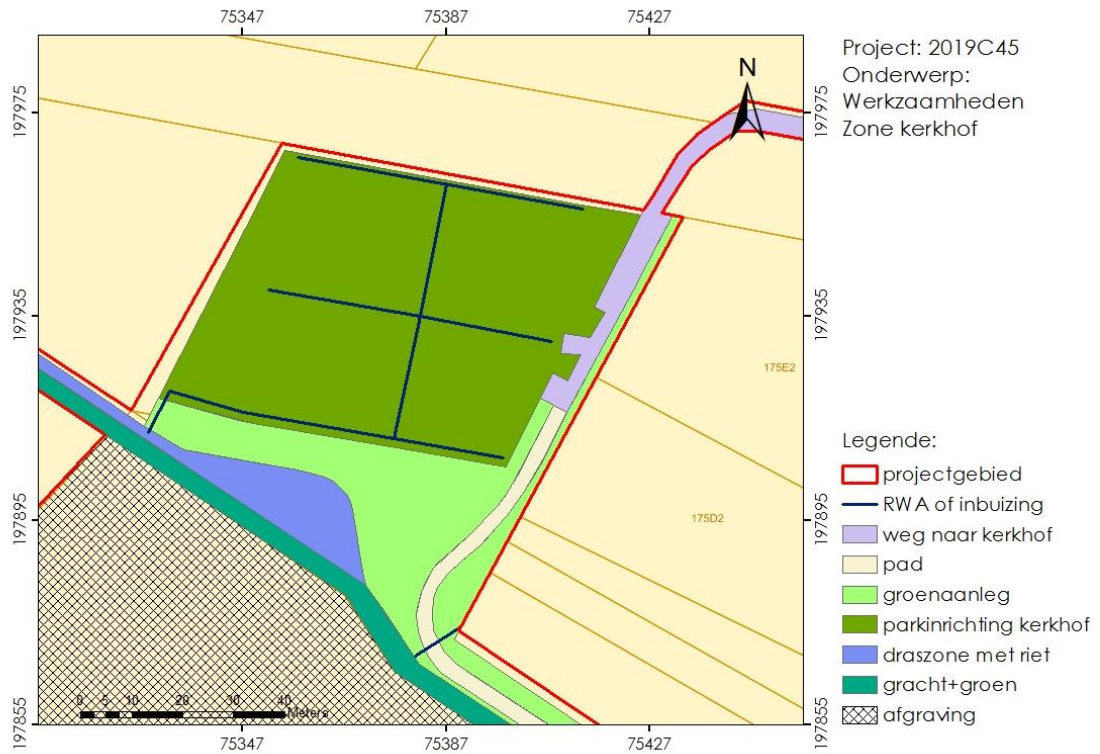 75347 75387 75427
Project: 2019C45
Onderwerp:
Werkzaamheden
Zone kerkhof
N
197975 197975
197935 197935
175E2
175D2
197895 197895
Legende:
projectgebied
RWA of inbuizing
weg naar kerkhof
pad
groenaanleg
parkinrichting kerkhof
draszone met riet
gracht+groen
afgraving
0 5 10 20 30 40
Meters
197855 197855
75347 75387 75427